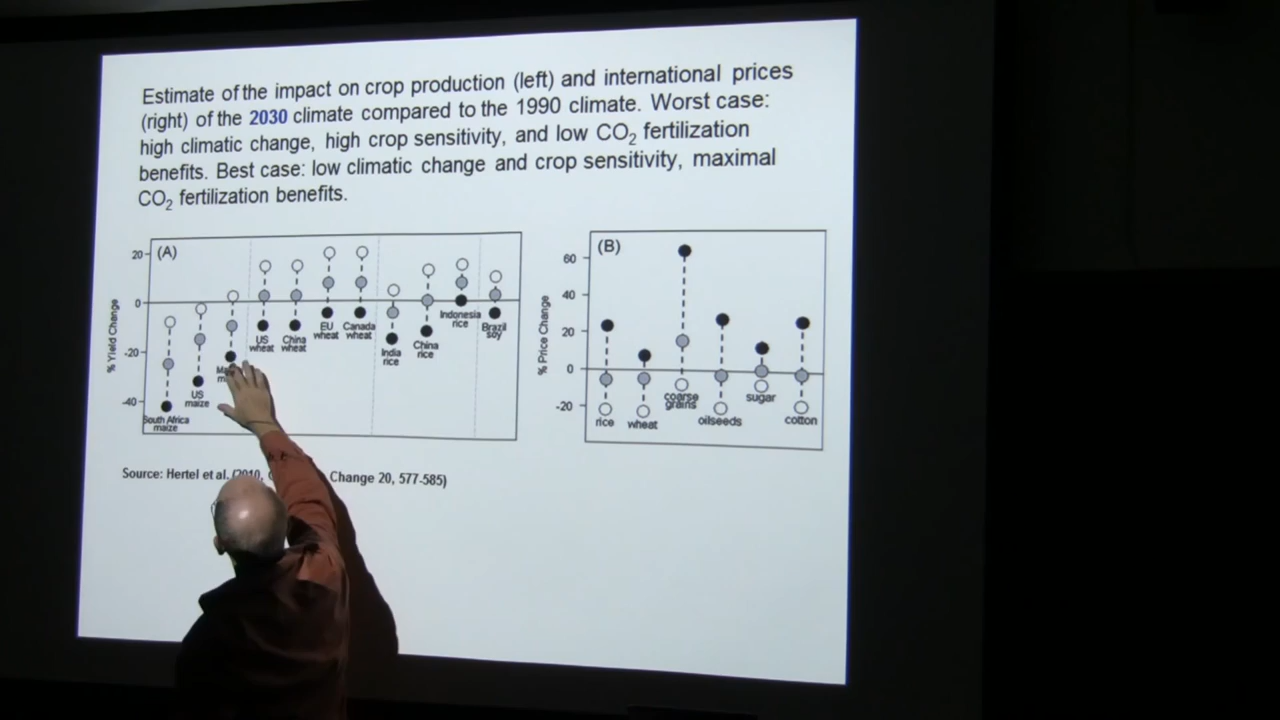 Estimate of the impact on crop production (left) and international prices
(right) of the 2030 climate compared to the 1990 climate. Worst case:
high climatic change, high crop sensitivity, and low CO2 fertilization
benefits. Best case: low climatic change and crop sensitivity, maximal
CO2 fertilization benefits.
(A)
% Yield Change
20
0
-20
-40
South Africa
maize
US
maize
US
wheat
China
wheat
EU
wheat
Canada
wheat
India
rice
China
rice
Indonesia
rice
Brazil
soy
(B)
% Price Change
60
40
20
0
-20
rice
wheat
coarse
grains
oilseeds
sugar
cotton
Source: Hertel et al. (2010, Change 20, 577-585)